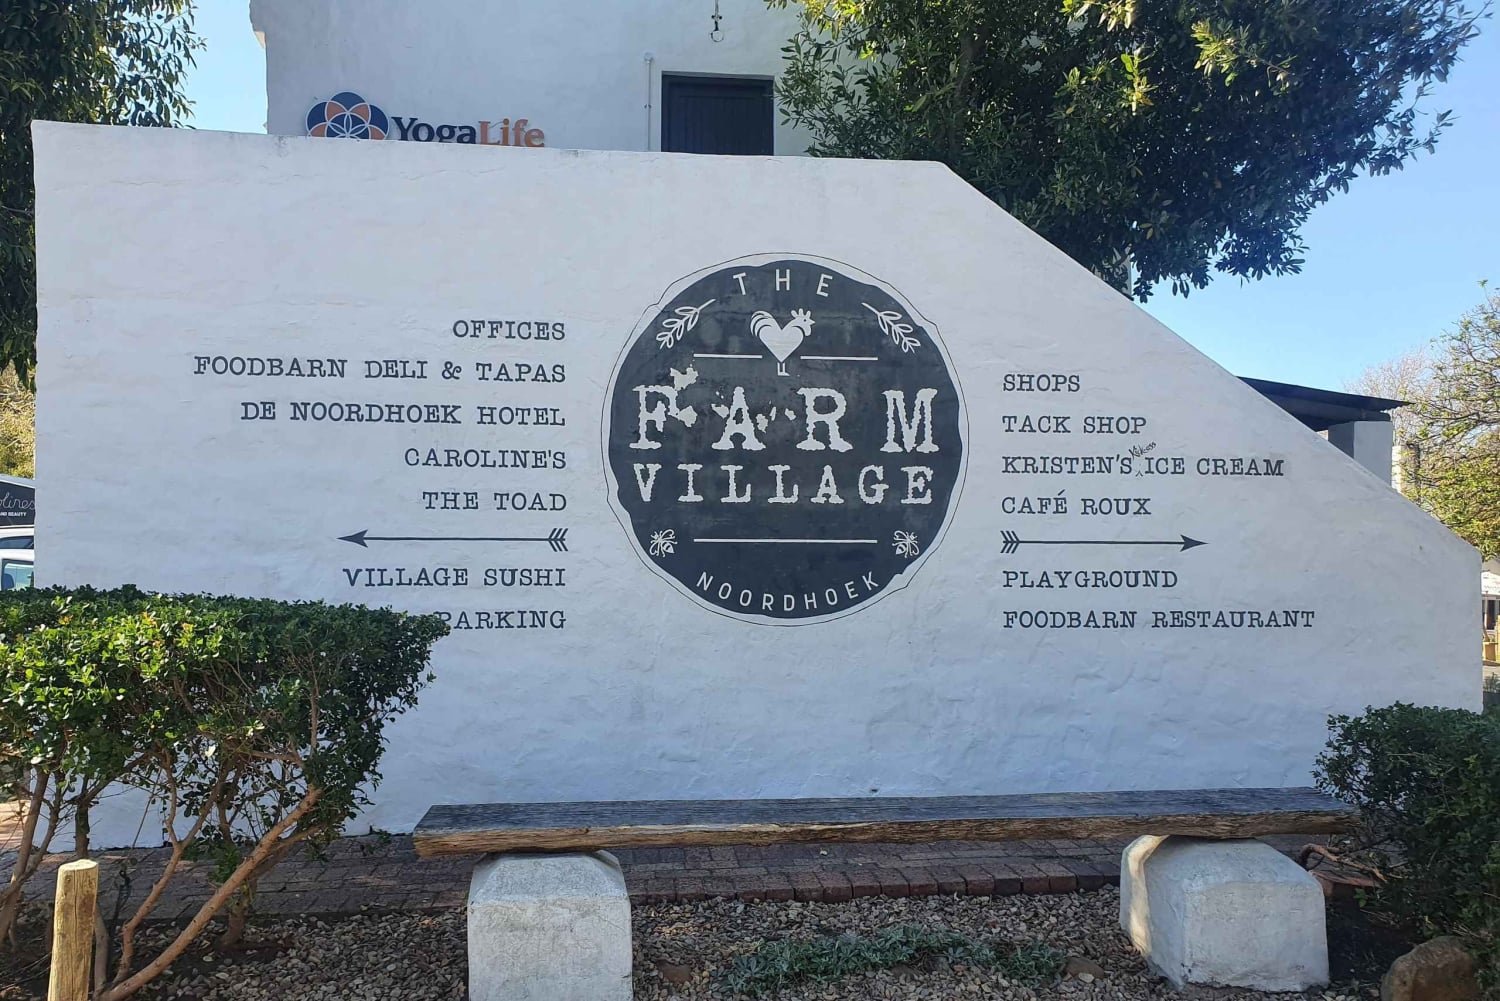 YogaLife
OFFICES
FOODBARN DELI & TAPAS
DE NOORDHOEK HOTEL
CAROLINE'S
THE TOAD
VILLAGE SUSHI
PARKING
THE
FARM
VILLAGE
NOORDHOEK
SHOPS
TACK SHOP
KRISTEN'S ICE CREAM
CAFÉ ROUX
PLAYGROUND
FOODBARN RESTAURANT